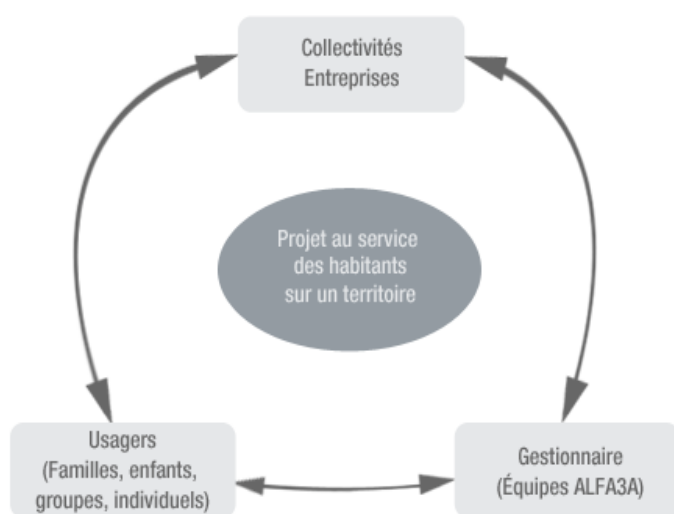 Collectivités
Entreprises
Projet au service
des habitants
sur un territoire
Usagers
(Familles, enfants,
groupes, individuels)
Gestionnaire
(Équipes ALFA3A)